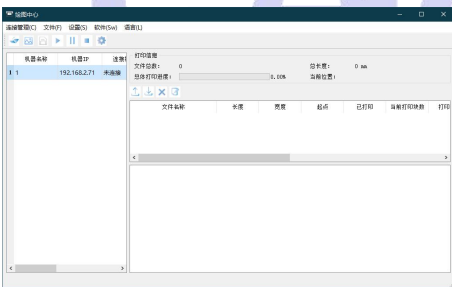 绘图中心
连接管理(C) 文件(F) 设置(S) 软件(Sw) 语言(L)
机器名称 机器IP 连接
1 1 192.168.2.71 未连接
打印信息
文件总数: 0 总长度: 0 mm
总体打印进度: 0.00% 当前位置:
文件名称 长度 宽度 起点 已打印 当前打印块数 打印